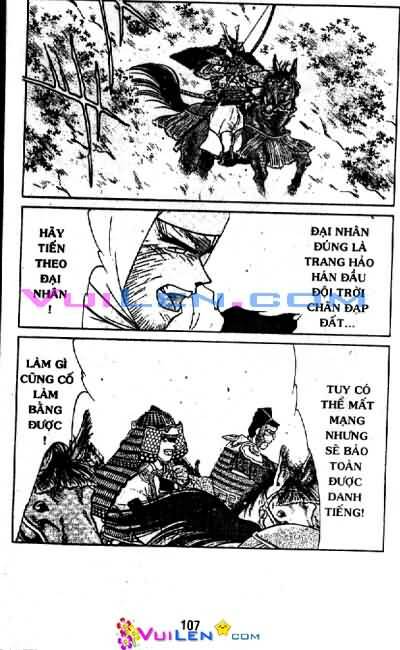 ĐẠI NHÂN
ĐÚNG LÀ
TRANG HẢO
HÁN ĐẦU
ĐỘI TRỜI
CHÂN ĐẠP
ĐẤT...
HÃY
TIẾN
THEO
ĐẠI
NHÂN
!
VUILEN.COM
TUY CÓ
THỂ MẤT
MẠNG
NHƯNG
SẼ BẢO
TOÀN
ĐƯỢC
DANH
TIẾNG!
LÀM GÌ
CŨNG CỐ
LÀM
BẰNG
ĐƯỢC
!
107
VUILEN.COM